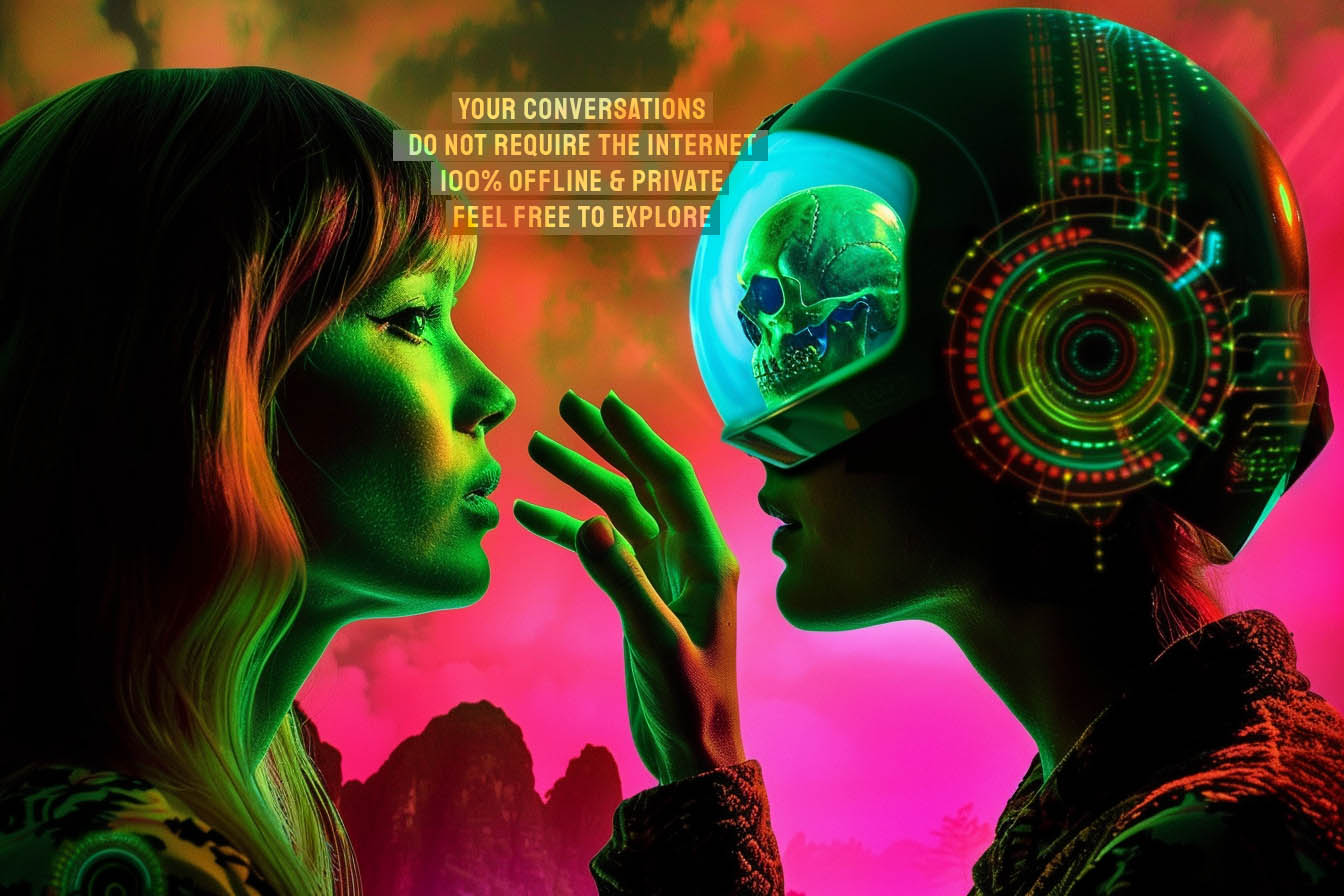 YOUR CONVERSATIONS
DO NOT REQUIRE THE INTERNET
100% OFFLINE & PRIVATE
FEEL FREE TO EXPLORE